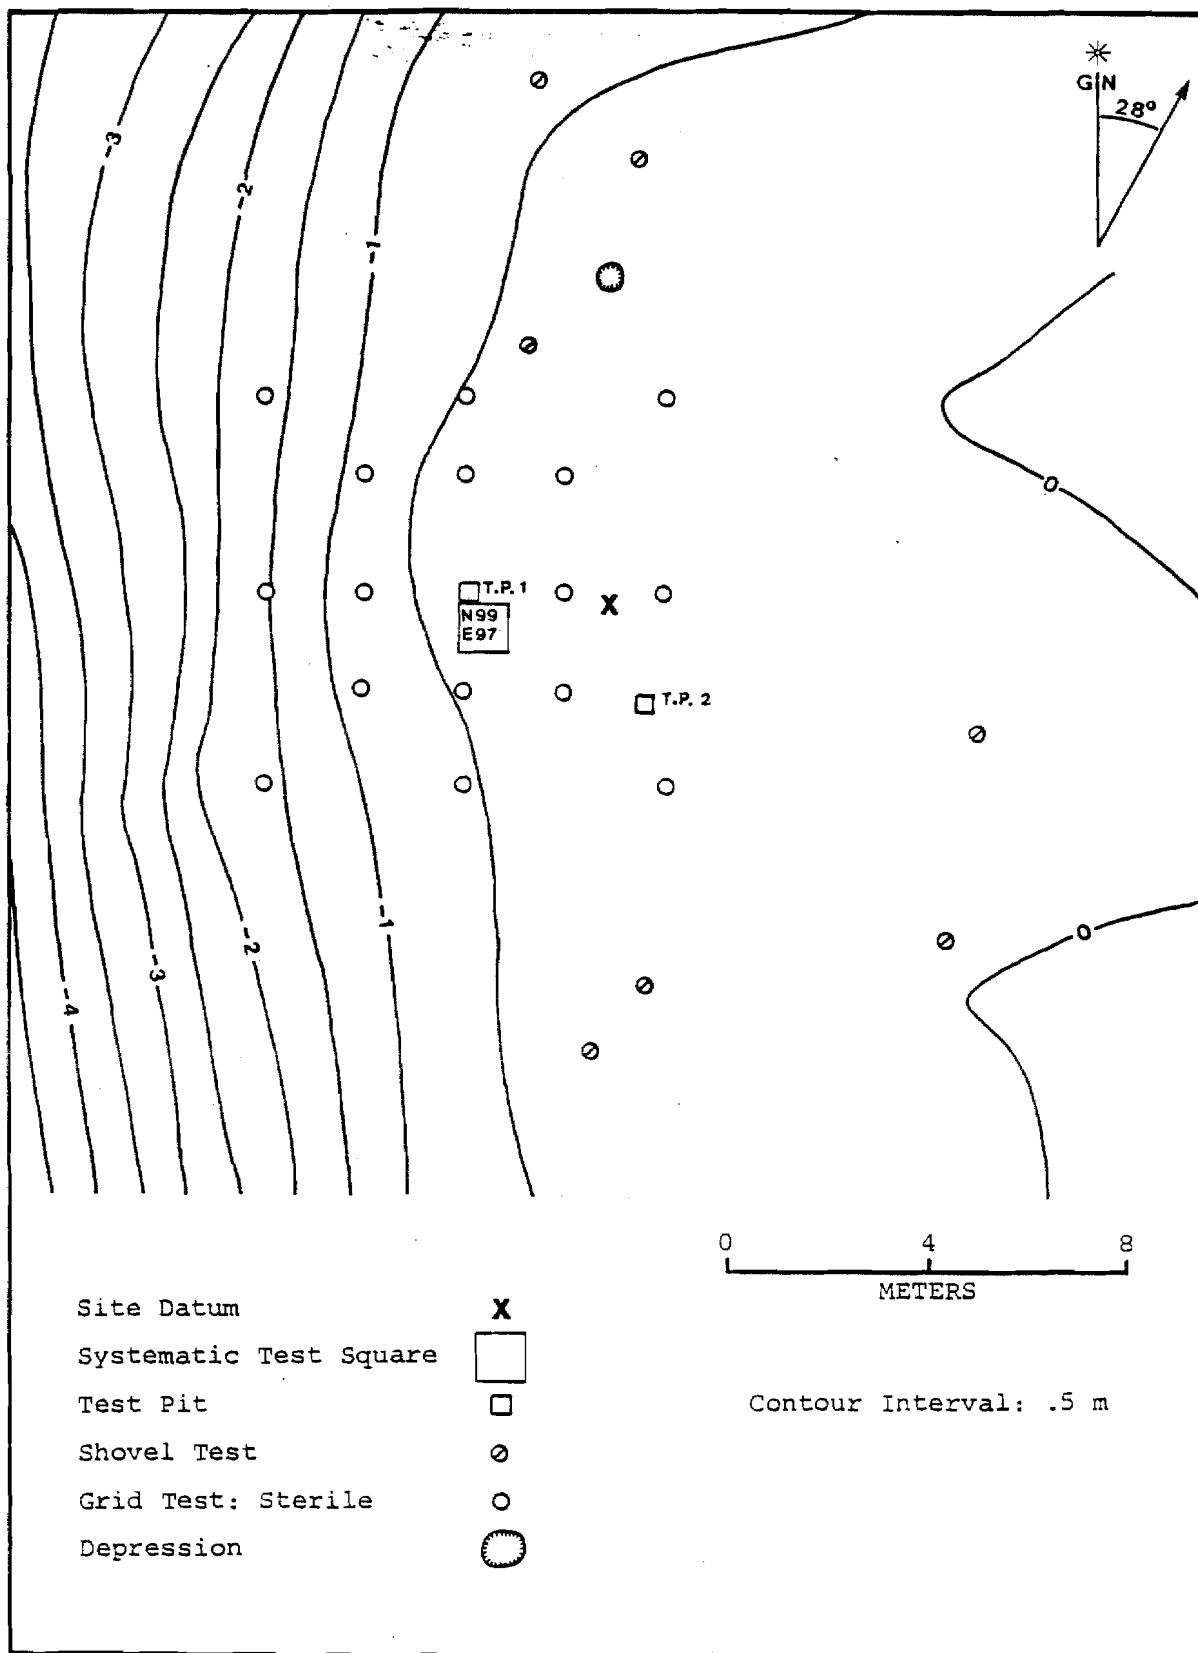 GN
28°
-3
-2
-1
0
T.P. 1
N99
E97
T.P. 2
-1
-2
0
-3
-4
0 4 8
METERS
Site Datum X
Systematic Test Square
Test Pit
Contour Interval: .5 m
Shovel Test
Grid Test: Sterile
Depression